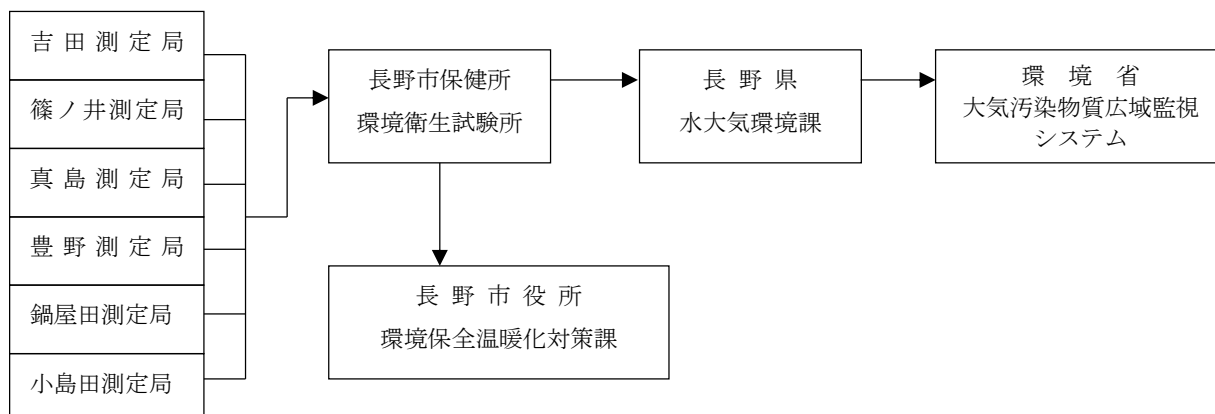 吉田測定局
篠ノ井測定局
真島測定局
豊野測定局
鍋屋田測定局
小島田測定局
長野市保健所
環境衛生試験所
長野県
水大気環境課
環境省
大気汚染物質広域監視
システム
長野市役所
環境保全温暖化対策課